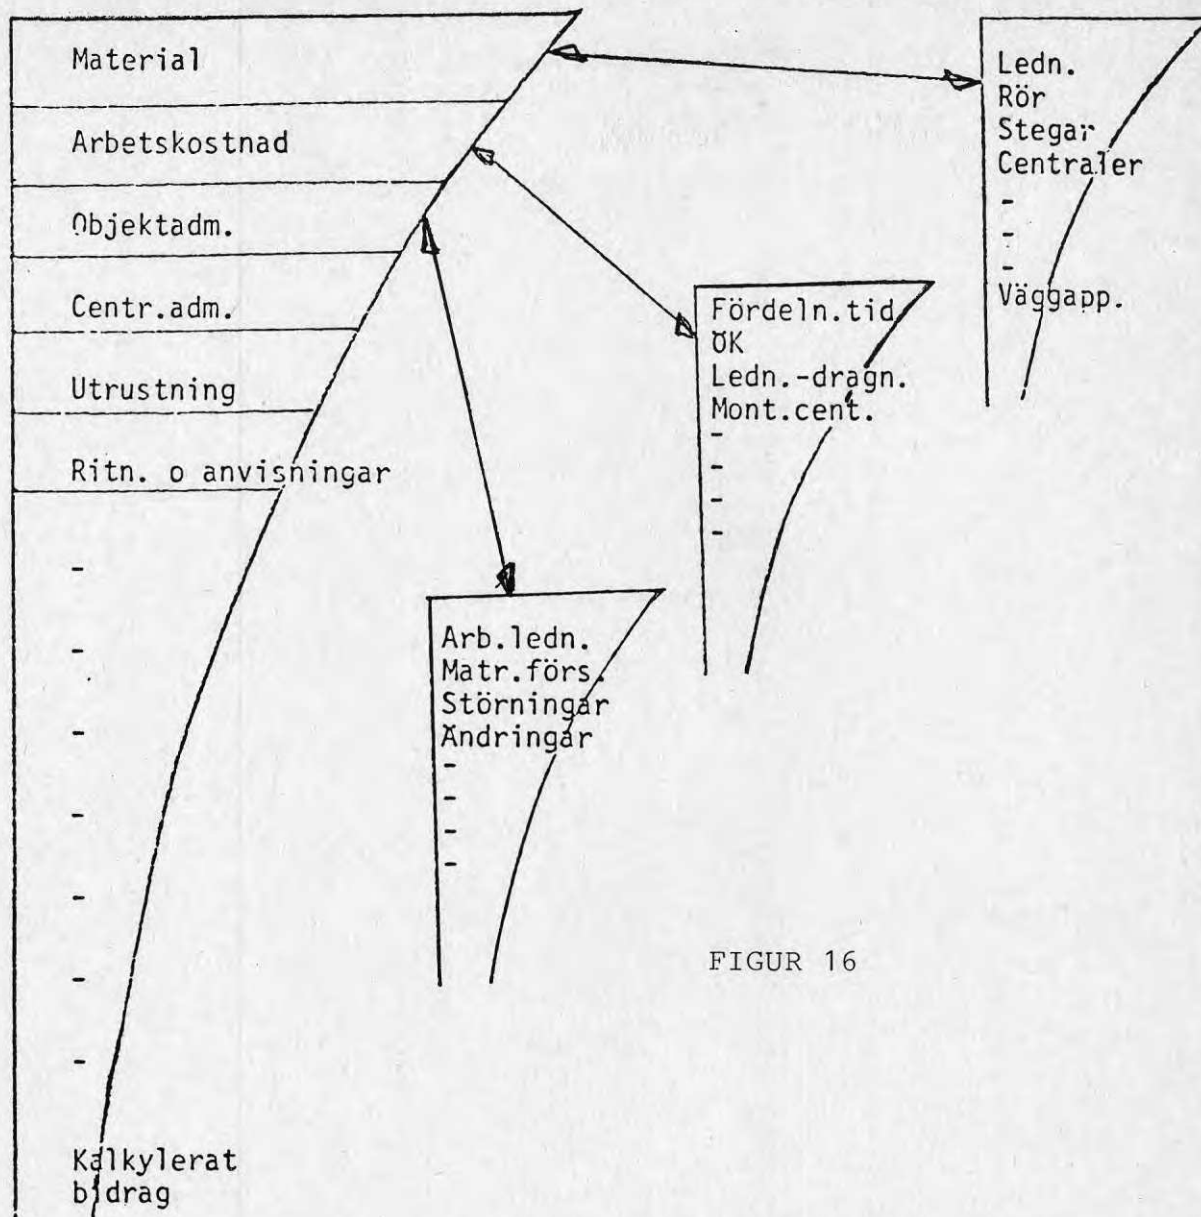 Material
Arbetskostnad
Objektadm.
Centr.adm.
Utrustning
Ritn. o anvisningar
-
-
-
-
-
-
-
Kalkylerat
bidrag
Ledn.
Rör
Stegar
Centraler
-
-
-
Väggapp.
Fördeln.tid
ÖK
Ledn.-dragn.
Mont.cent.
-
-
-
-
Arb.ledn.
Matr.förs.
Störningar
Ändringar
-
-
-
-
FIGUR 16